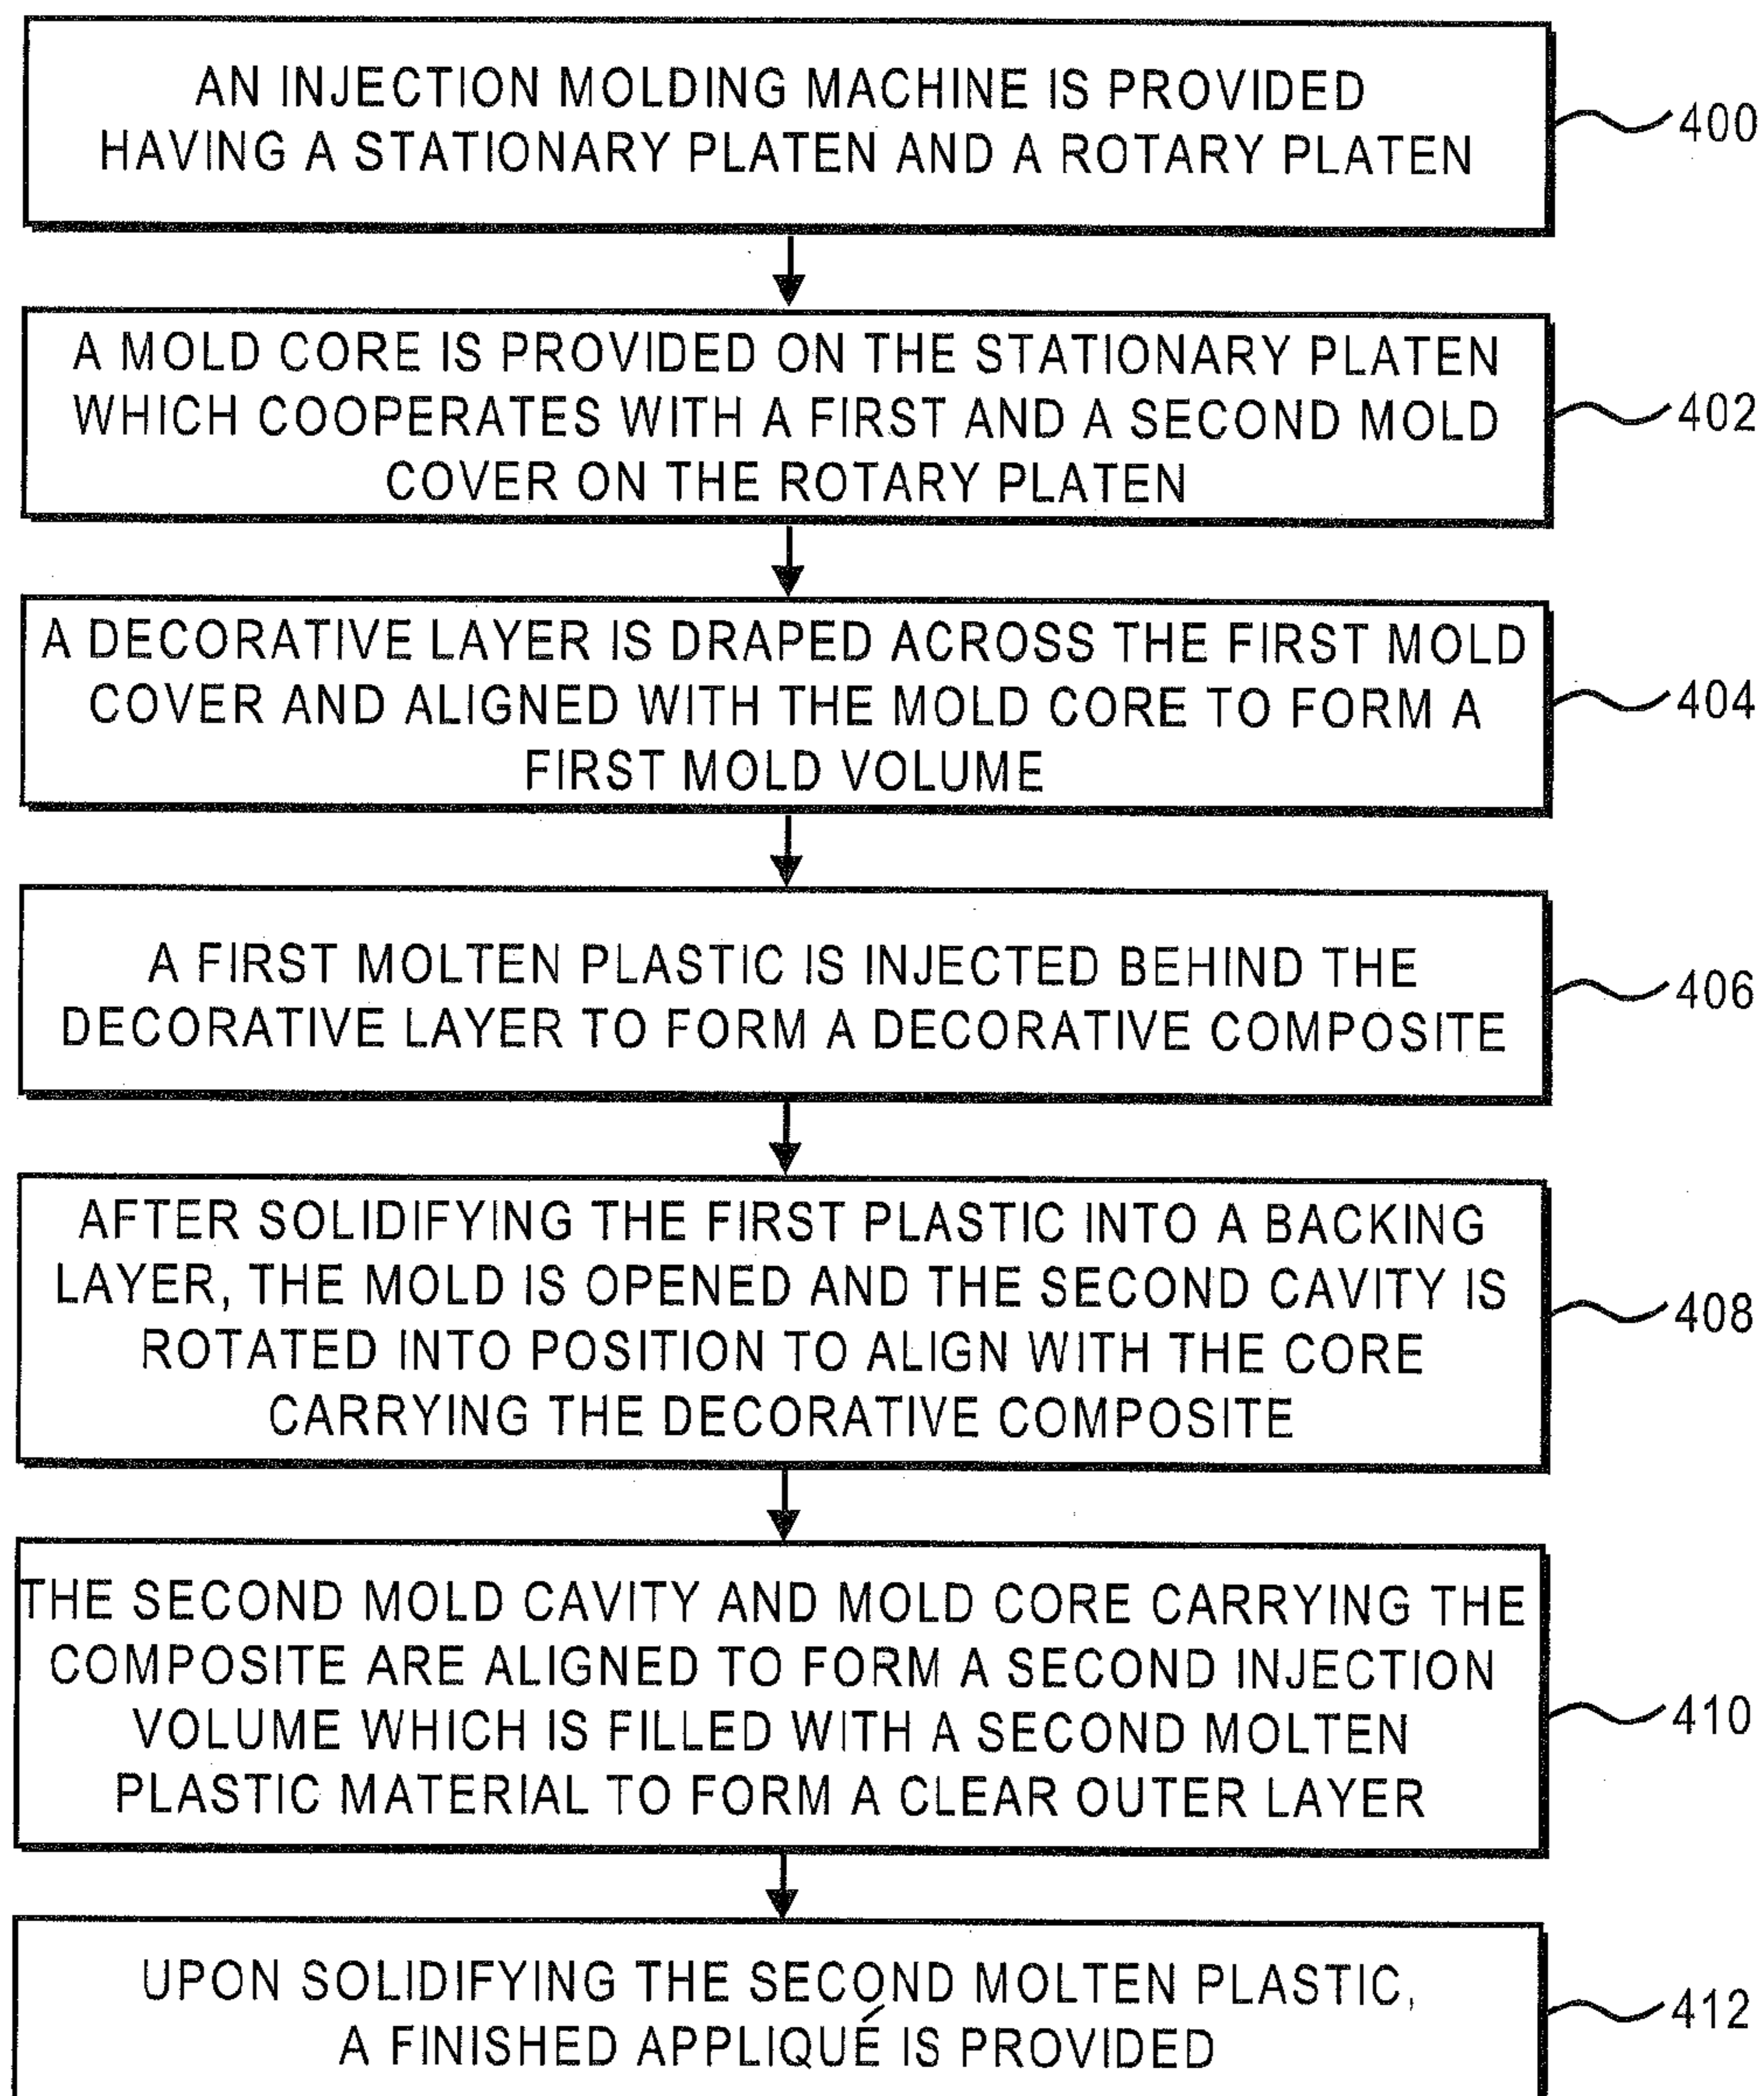 AN INJECTION MOLDING MACHINE IS PROVIDED
HAVING A STATIONARY PLATEN AND A ROTARY PLATEN
400
A MOLD CORE IS PROVIDED ON THE STATIONARY PLATEN
WHICH COOPERATES WITH A FIRST AND A SECOND MOLD
COVER ON THE ROTARY PLATEN
402
A DECORATIVE LAYER IS DRAPED ACROSS THE FIRST MOLD
COVER AND ALIGNED WITH THE MOLD CORE TO FORM A
FIRST MOLD VOLUME
404
A FIRST MOLTEN PLASTIC IS INJECTED BEHIND THE
DECORATIVE LAYER TO FORM A DECORATIVE COMPOSITE
406
AFTER SOLIDIFYING THE FIRST PLASTIC INTO A BACKING
LAYER, THE MOLD IS OPENED AND THE SECOND CAVITY IS
ROTATED INTO POSITION TO ALIGN WITH THE CORE
CARRYING THE DECORATIVE COMPOSITE
408
THE SECOND MOLD CAVITY AND MOLD CORE CARRYING THE
COMPOSITE ARE ALIGNED TO FORM A SECOND INJECTION
VOLUME WHICH IS FILLED WITH A SECOND MOLTEN
PLASTIC MATERIAL TO FORM A CLEAR OUTER LAYER
410
UPON SOLIDIFYING THE SECOND MOLTEN PLASTIC,
A FINISHED APPLIQUÉ IS PROVIDED
412